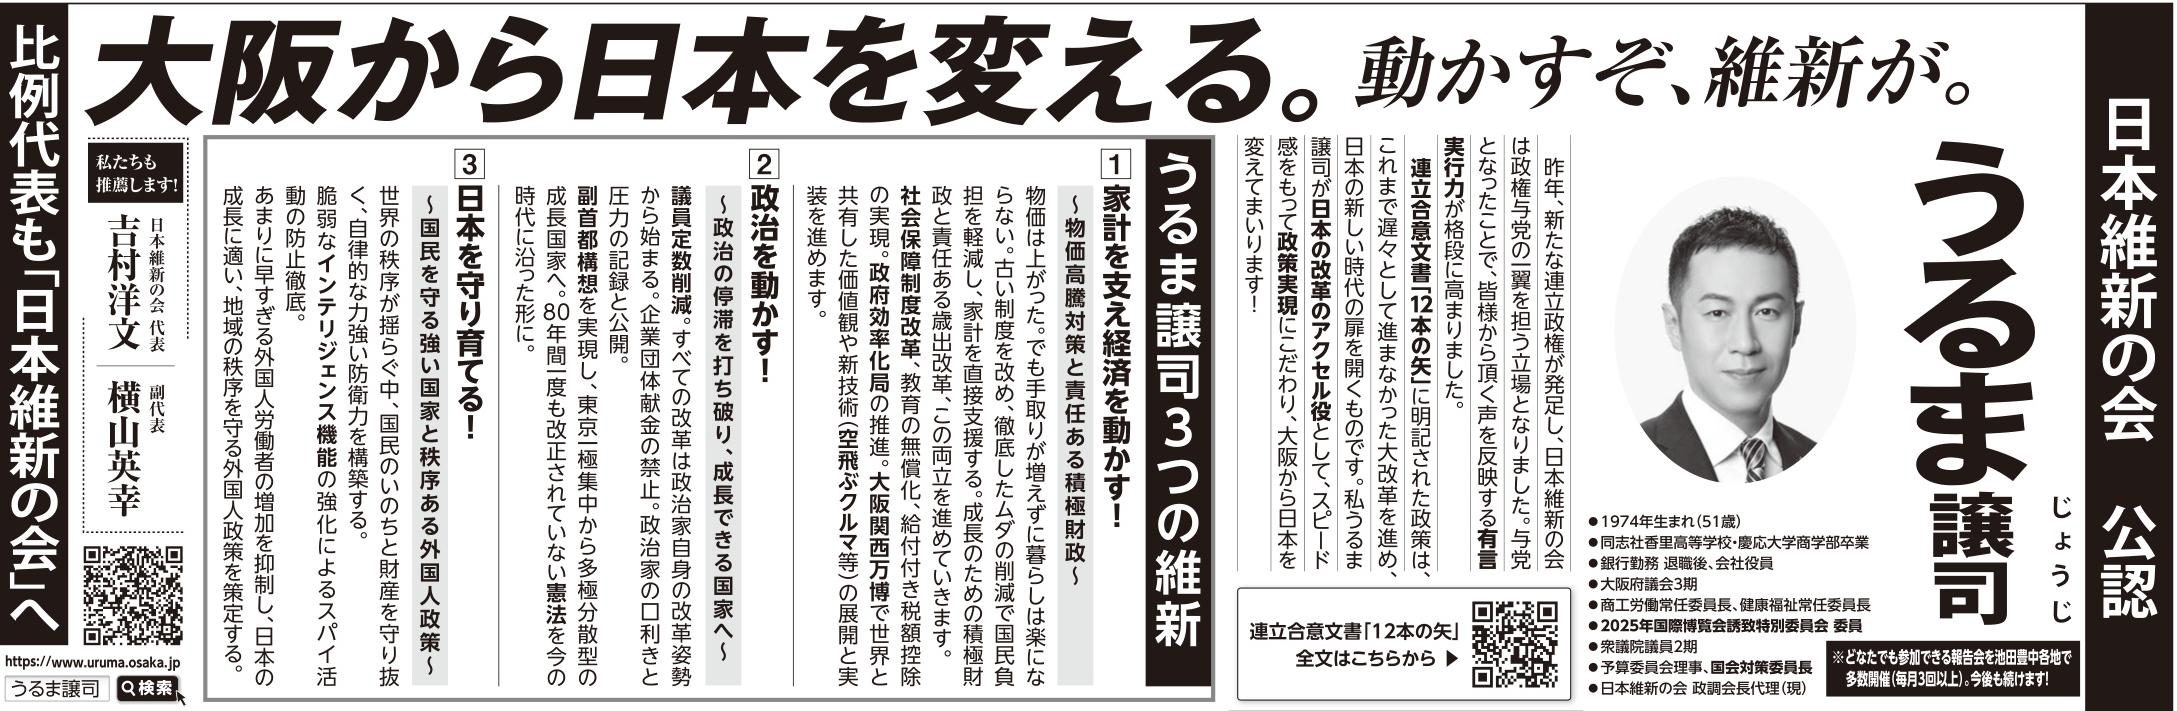 日本維新の会 公認
大阪から日本を変える。
動かすぞ、維新が。
うるま譲司
じょうじ
●1974年生まれ(51歳)
●同志社香里高等学校・慶応大学商学部卒業
●銀行勤務 退職後、会社役員
●大阪府議会3期
●商工労働常任委員長、健康福祉常任委員長
●2025年国際博覧会誘致特別委員会 委員
●衆議院議員2期
●予算委員会理事、国会対策委員長
●日本維新の会 政調会長代理(現)
※どなたでも参加できる報告会を池田豊中各地で
多数開催(毎月3回以上)。今後も続けます!
昨年、新たな連立政権が発足し、日本維新の会
は政権与党の一翼を担う立場となりました。与党
となったことで、皆様から頂く声を反映する有言
実行力が格段に高まりました。
連立合意文書「12本の矢」に明記された政策は、
これまで遅々として進まなかった大改革を進め、
日本の新しい時代の扉を開くものです。私うるま
譲司が日本の改革のアクセル役として、スピード
感をもって政策実現にこだわり、大阪から日本を
変えてまいります!
連立合意文書「12本の矢」
全文はこちらから ▶
うるま譲司3つの維新
1 家計を支え経済を動かす!
〜物価高騰対策と責任ある積極財政〜
物価は上がった。でも手取りが増えずに暮らしは楽にな
らない。古い制度を改め、徹底したムダの削減で国民負
担を軽減し、家計を直接支援する。成長のための積極財
政と責任ある歳出改革、この両立を進めていきます。
社会保障制度改革、教育の無償化、給付付き税額控除
の実現。政府効率化局の推進。大阪関西万博で世界と
共有した価値観や新技術(空飛ぶクルマ等)の展開と実
装を進めます。
2 政治を動かす!
〜政治の停滞を打ち破り、成長できる国家へ〜
議員定数削減。すべての改革は政治家自身の改革姿勢
から始まる。企業団体献金の禁止。政治家の口利きと
圧力の記録と公開。
副首都構想を実現し、東京一極集中から多極分散型の
成長国家へ。80年間一度も改正されていない憲法を今の
時代に沿った形に。
3 日本を守り育てる!
〜国民を守る強い国家と秩序ある外国人政策〜
世界の秩序が揺らぐ中、国民のいのちと財産を守り抜
く、自律的な力強い防衛力を構築する。
脆弱なインテリジェンス機能の強化によるスパイ活
動の防止徹底。
あまりに早すぎる外国人労働者の増加を抑制し、日本の
成長に適い、地域の秩序を守る外国人政策を策定する。
私たちも
推薦します!
日本維新の会 代表
吉村洋文
副代表
横山英幸
https://www.uruma.osaka.jp
うるま譲司 検索
比例代表も「日本維新の会」へ